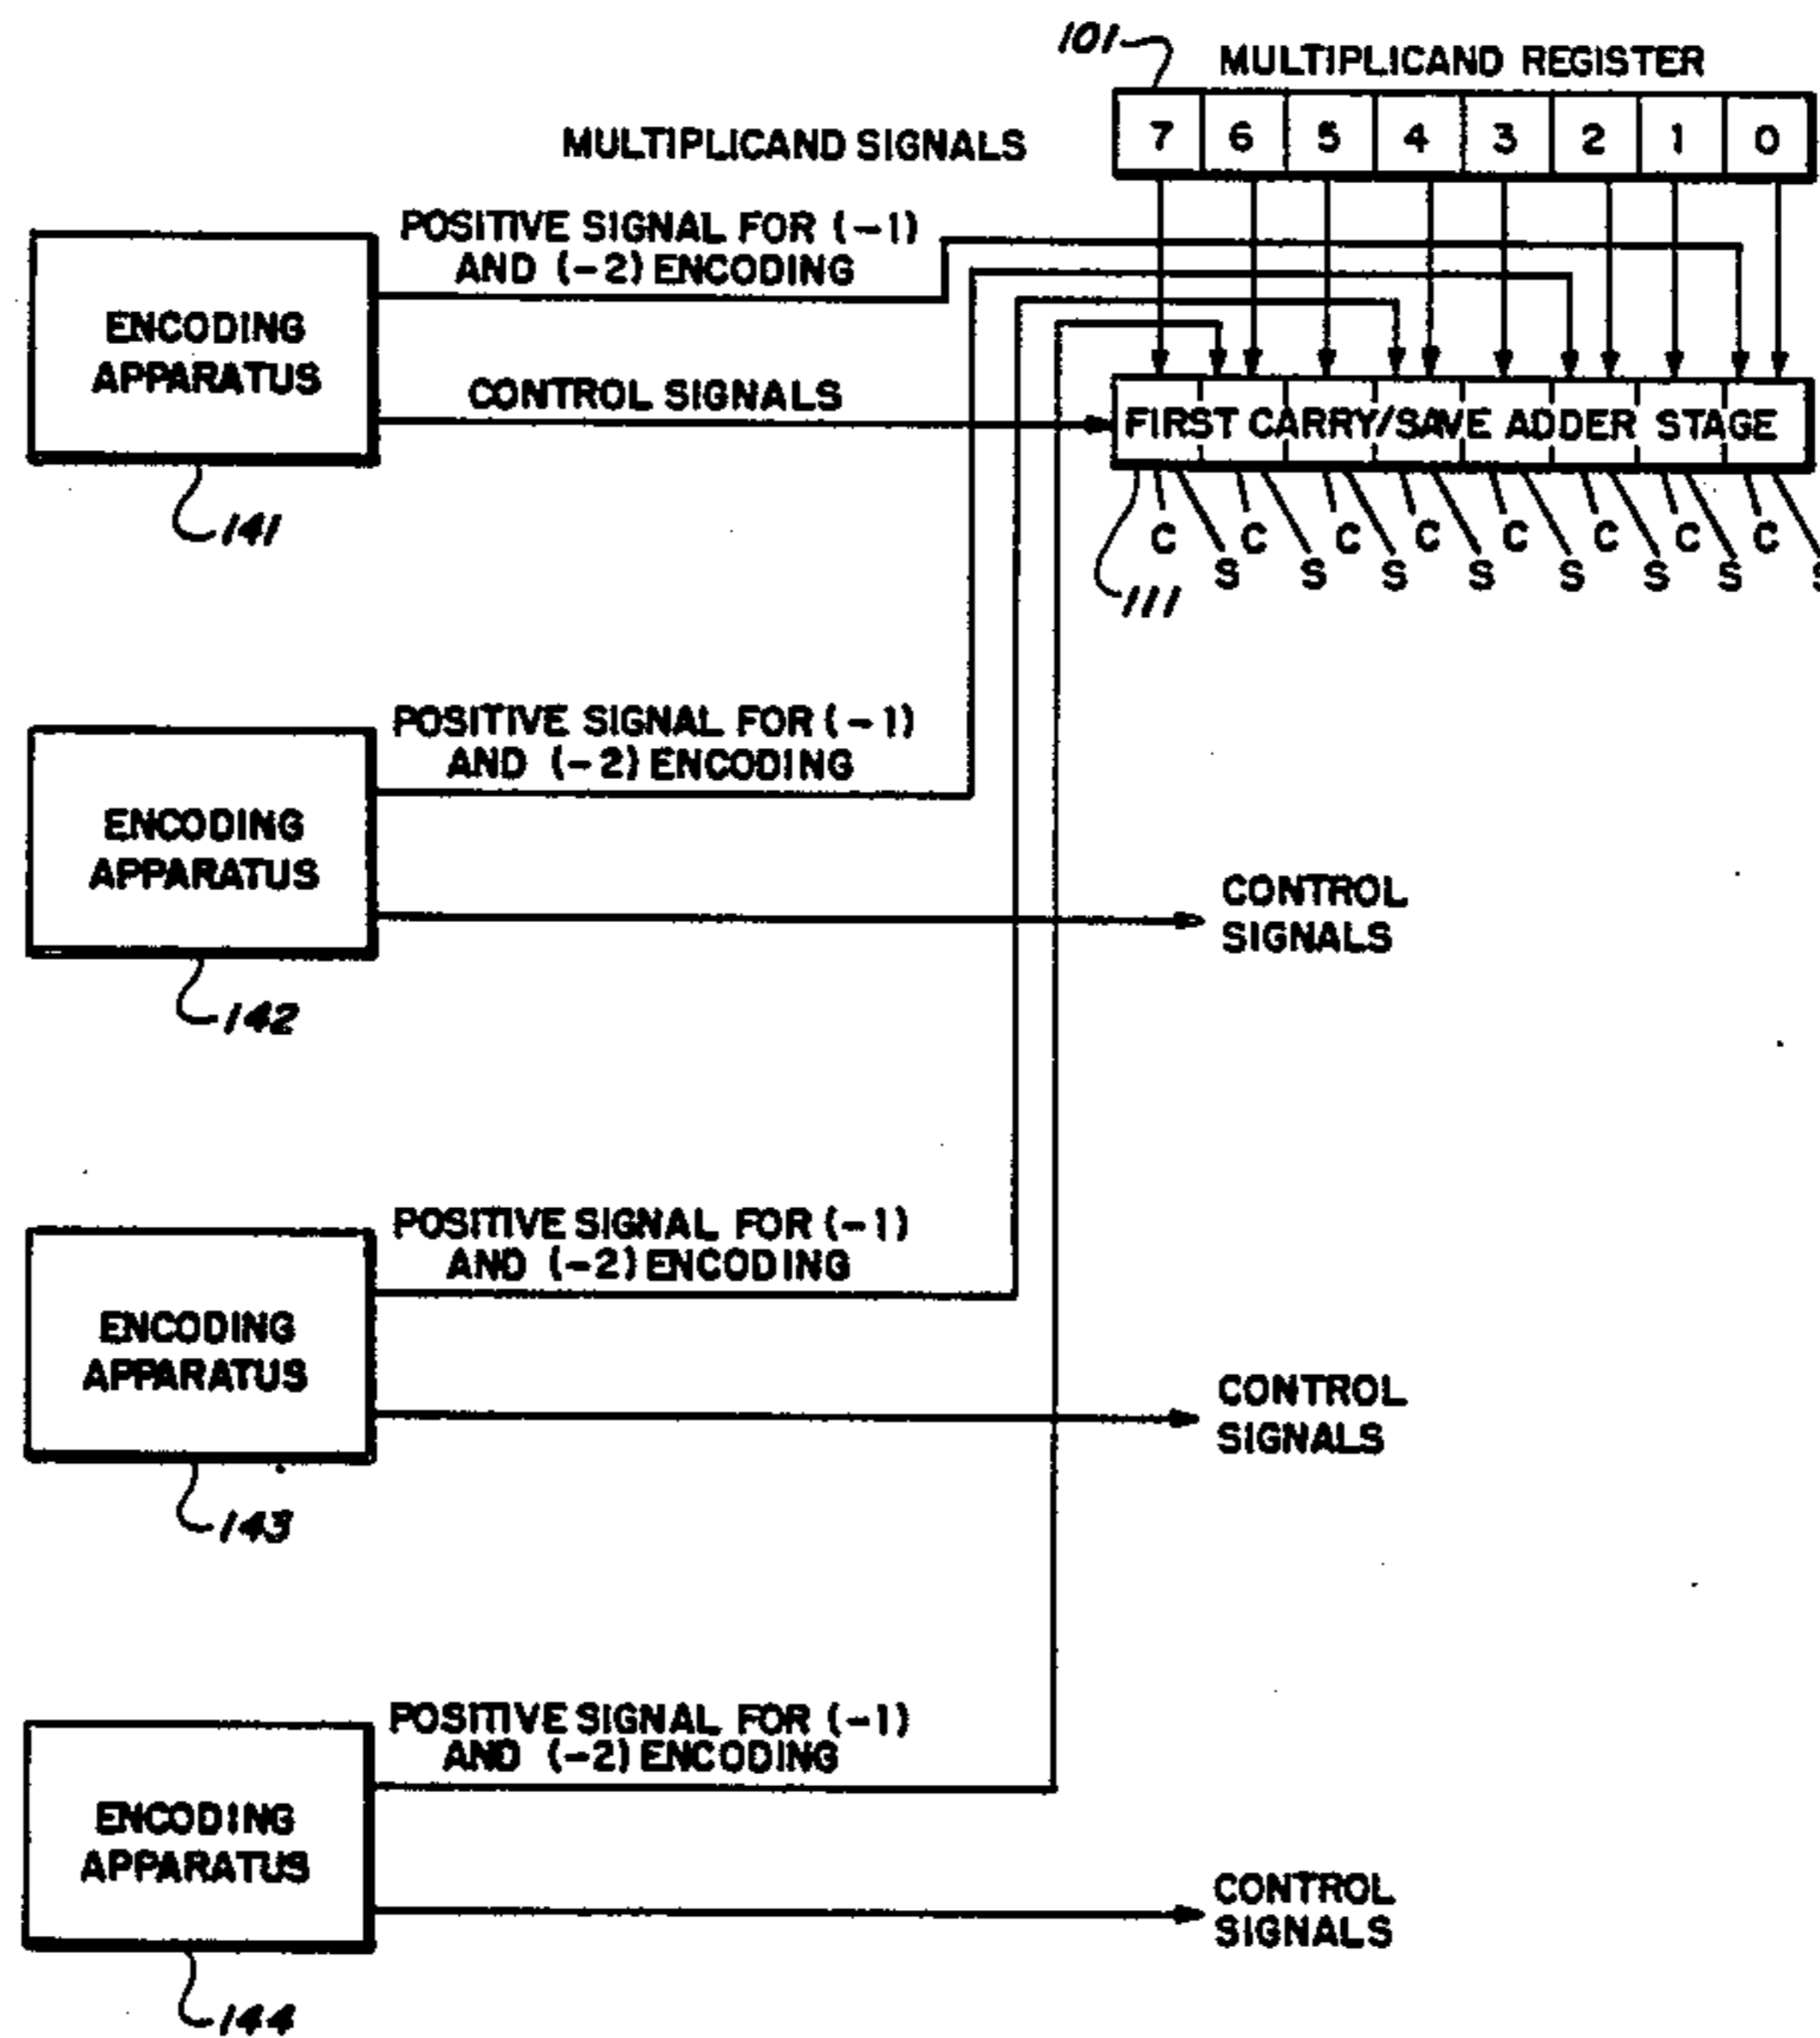 101
MULTIPLICAND REGISTER
7 6 5 4 3 2 1 0
MULTIPLICAND SIGNALS
POSITIVE SIGNAL FOR (-1)
AND (-2) ENCODING
ENCODING
APPARATUS
CONTROL SIGNALS
FIRST CARRY/SAVE ADDER STAGE
141
C C C C C C C C
S S S S S S S S
111
POSITIVE SIGNAL FOR (-1)
AND (-2) ENCODING
ENCODING
APPARATUS
CONTROL
SIGNALS
142
POSITIVE SIGNAL FOR (-1)
AND (-2) ENCODING
ENCODING
APPARATUS
CONTROL
SIGNALS
143
POSITIVE SIGNAL FOR (-1)
AND (-2) ENCODING
ENCODING
APPARATUS
CONTROL
SIGNALS
144